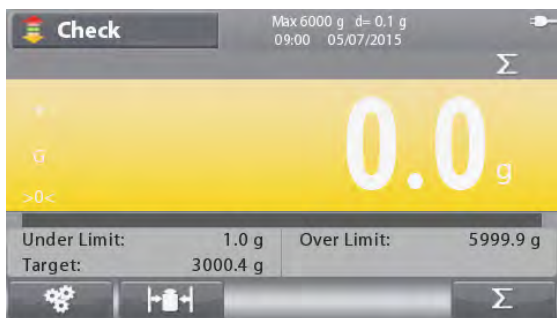 Check
Max 6000 g d= 0.1 g
09:00 05/07/2015
Σ
*
G
>0<
0.0 g
Under Limit: 1.0 g Over Limit: 5999.9 g
Target: 3000.4 g
Σ